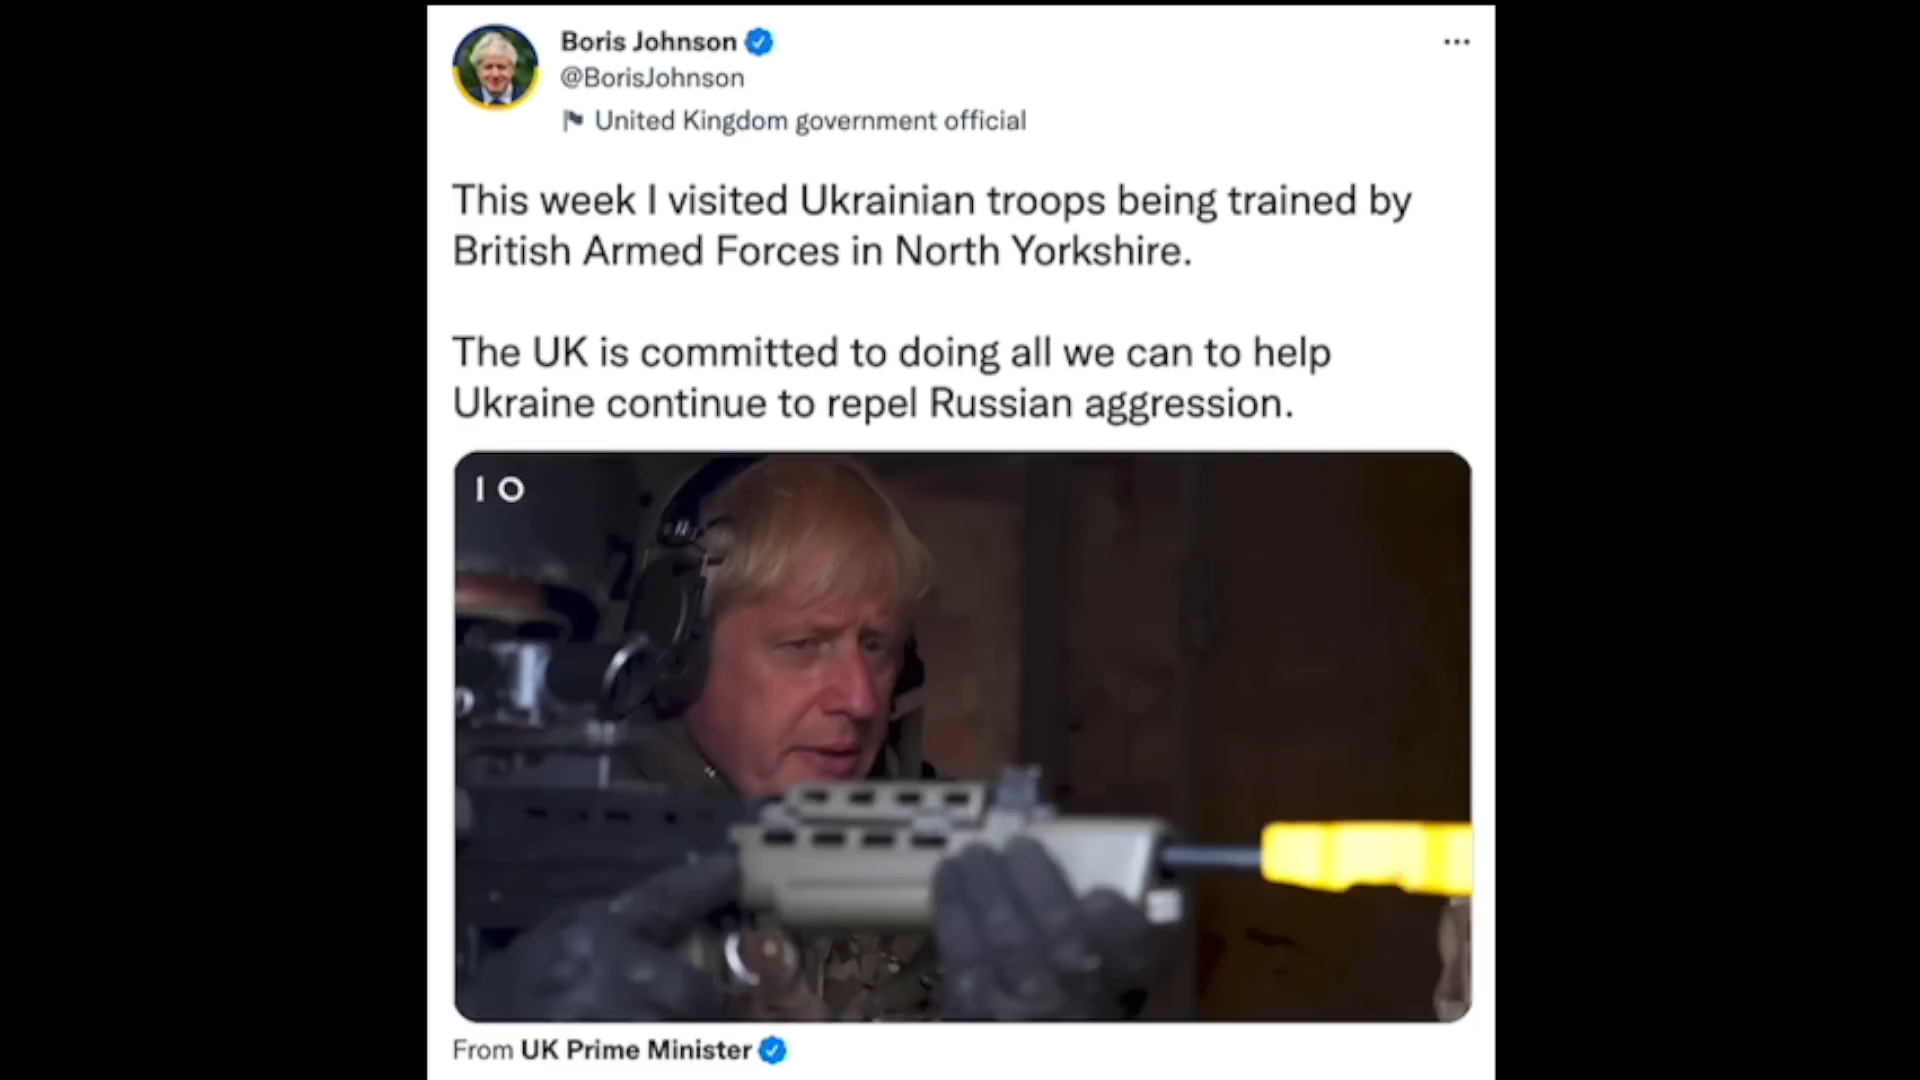 Boris Johnson
@BorisJohnson
United Kingdom government official
This week I visited Ukrainian troops being trained by
British Armed Forces in North Yorkshire.
The UK is committed to doing all we can to help
Ukraine continue to repel Russian aggression.
10
From UK Prime Minister